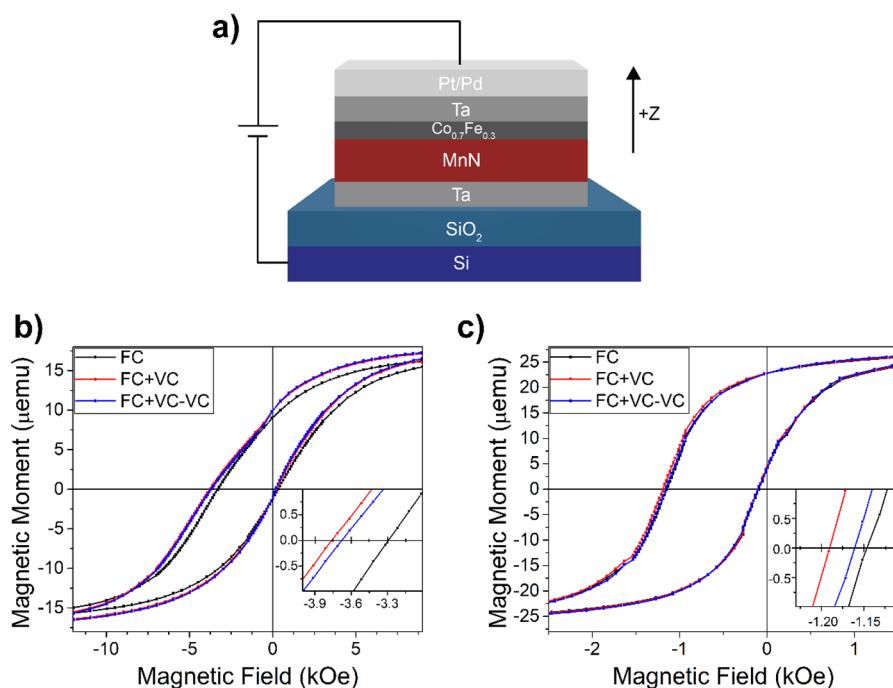 a)
Pt/Pd
Ta
Co0.7Fe0.3
MnN
Ta
SiO2
Si
+Z
b)
FC
FC+VC
FC+VC-VC
Magnetic Moment (µemu)
15
10
5
0
-5
-10
-15
-10
-5
0
5
Magnetic Field (kOe)
0.5
0.0
-0.5
-3.9
-3.6
-3.3
c)
FC
FC+VC
FC+VC-VC
Magnetic Moment (µemu)
25
20
15
10
5
0
-5
-10
-15
-20
-25
-2
-1
0
1
Magnetic Field (kOe)
0.5
0.0
-0.5
-1.20
-1.15